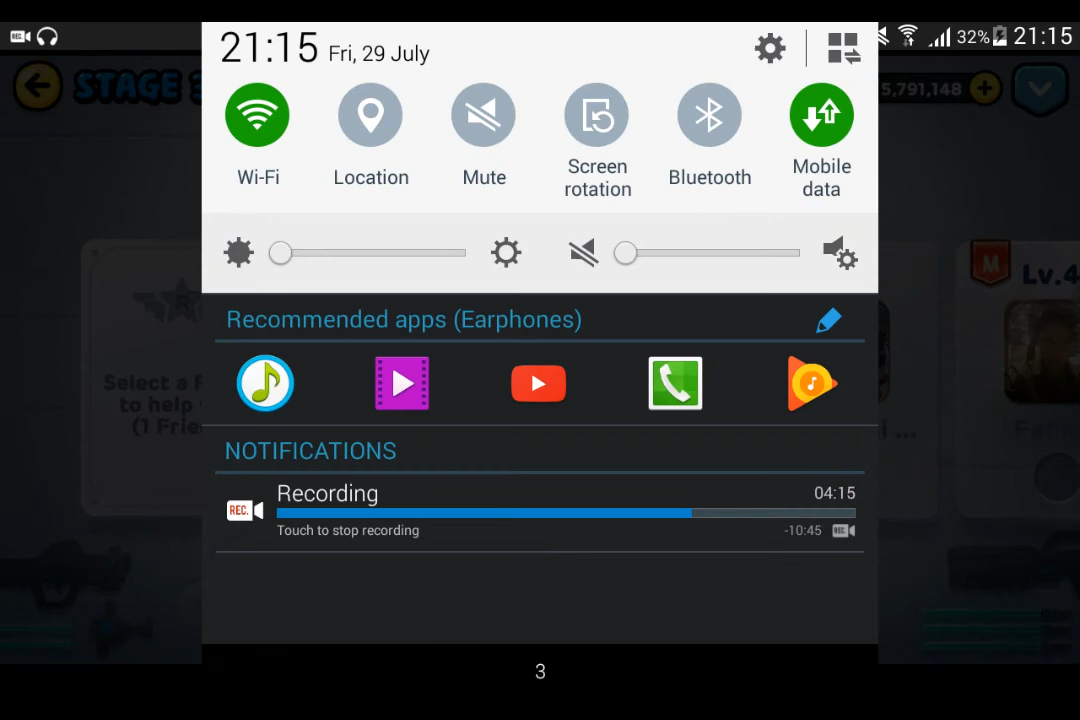 REC
32%
21:15
21:15 Fri, 29 July
STAGE
5,791,148
Wi-Fi
Location
Mute
Screen
rotation
Bluetooth
Mobile
data
Recommended apps (Earphones)
M
Lv.4
R
Select a F
to help
(1 Frie
NOTIFICATIONS
Recording
04:15
REC.
Touch to stop recording
-10:45
REC
3